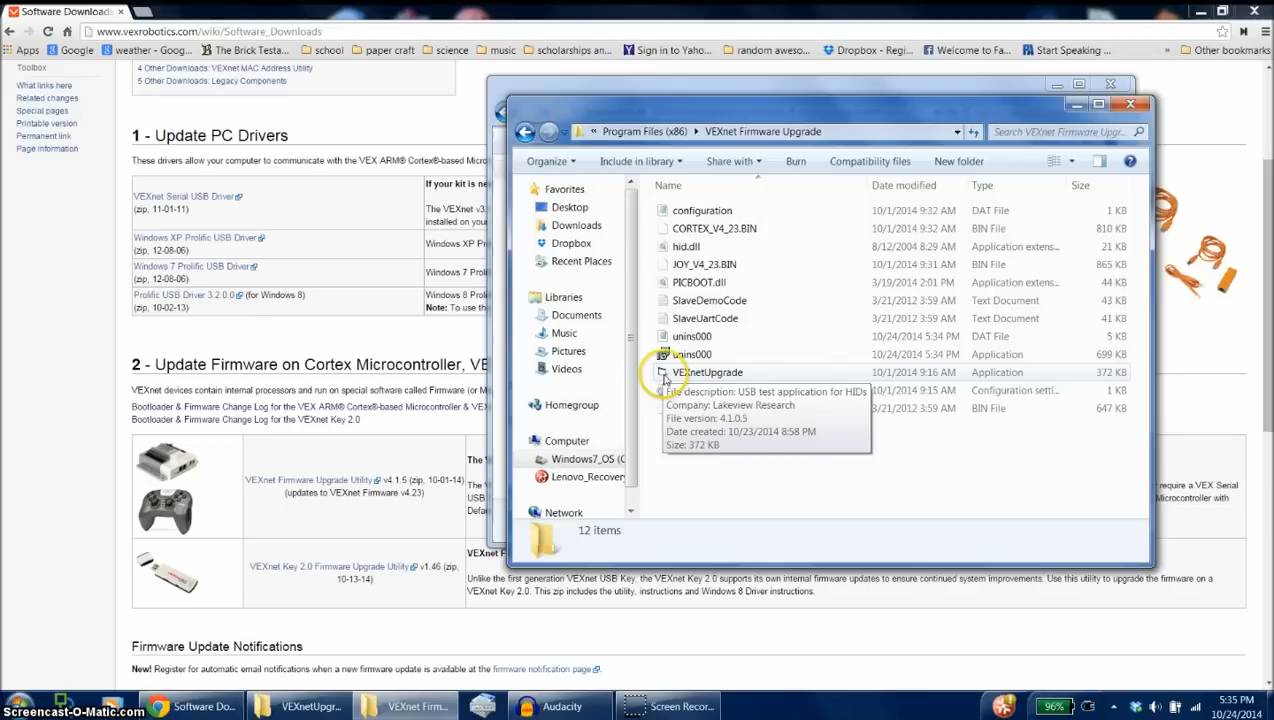 Software Downloads
www.vexrobotics.com/wiki/Software_Downloads
Apps Google weather - Goog... The Brick Testa... school paper craft science music scholarships an... Sign in to Yaho... random aweso... Dropbox - Regi... Welcome to Fa... Start Speaking ... » Other bookmarks
Toolbox
What links here
Related changes
Special pages
Printable version
Permanent link
Page information
4 Other Downloads: VEXnet MAC Address Utility
5 Other Downloads: Legacy Components
1 - Update PC Drivers
These drivers allow your computer to communicate with the VEX ARM® Cortex®-based Micro
VEXnet Serial USB Driver
(zip, 11-01-11)
If your kit is ne
The VEXnet v3.
installed on your
Windows XP Prolific USB Driver
(zip, 12-08-06)
Windows XP Prolific
Windows 7 Prolific USB Driver
(zip, 12-08-06)
Windows 7 Prolific
Prolific USB Driver 3.2.0.0 (for Windows 8)
(zip, 10-02-13)
Windows 8 Prolific
Note: To use the
2 - Update Firmware on Cortex Microcontroller, VE
VEXnet devices contain internal processors and run on special software called Firmware (or M
Bootloader & Firmware Change Log for the VEX ARM® Cortex®-based Microcontroller & V
Bootloader & Firmware Change Log for the VEXnet Key 2.0
VEXnet Firmware Upgrade Utility v4.1.5 (zip, 10-01-14)
(updates to VEXnet Firmware v4.23)
The V
The V
USB
Defau
require a VEX Serial
Microcontroller with
VEXnet Key 2.0 Firmware Upgrade Utility v1.46 (zip,
10-13-14)
VEXnet F
Unlike the first generation VEXnet USB Key, the VEXnet Key 2.0 supports its own internal firmware updates to ensure continued system improvements. Use this utility to upgrade the firmware on a
VEXnet Key 2.0. This zip includes the utility, instructions and Windows 8 Driver instructions.
Firmware Update Notifications
New! Register for automatic email notifications when a new firmware update is available at the firmware notification page.
« Program Files (x86) VEXnet Firmware Upgrade
Search VEXnet Firmware Upgr...
Organize Include in library Share with Burn Compatibility files New folder
Favorites
Desktop
Downloads
Dropbox
Recent Places
Libraries
Documents
Music
Pictures
Videos
Homegroup
Computer
Windows7_OS (C
Lenovo_Recovery
Network
Name Date modified Type Size
configuration 10/1/2014 9:32 AM DAT File 1 KB
CORTEX_V4_23.BIN 10/1/2014 9:32 AM BIN File 810 KB
hid.dll 8/12/2004 8:29 AM Application extens... 21 KB
JOY_V4_23.BIN 10/1/2014 9:31 AM BIN File 865 KB
PICBOOT.dll 3/19/2014 2:01 PM Application extens... 44 KB
SlaveDemoCode 3/21/2012 3:59 AM Text Document 43 KB
SlaveUartCode 3/21/2012 3:59 AM Text Document 41 KB
unins000 10/24/2014 5:34 PM DAT File 5 KB
unins000 10/24/2014 5:34 PM Application 699 KB
VEXnetUpgrade 10/1/2014 9:16 AM Application 372 KB
10/1/2014 9:15 AM Configuration setti... 1 KB
3/21/2012 3:59 AM BIN File 647 KB
File description: USB test application for HIDs
Company: Lakeview Research
File version: 4.1.0.5
Date created: 10/23/2014 8:58 PM
Size: 372 KB
12 items
Software Do... VEXnetUpgr... VEXnet Firm... Audacity Screen Recor...
96%
5:35 PM
10/24/2014
Screencast-O-Matic.com